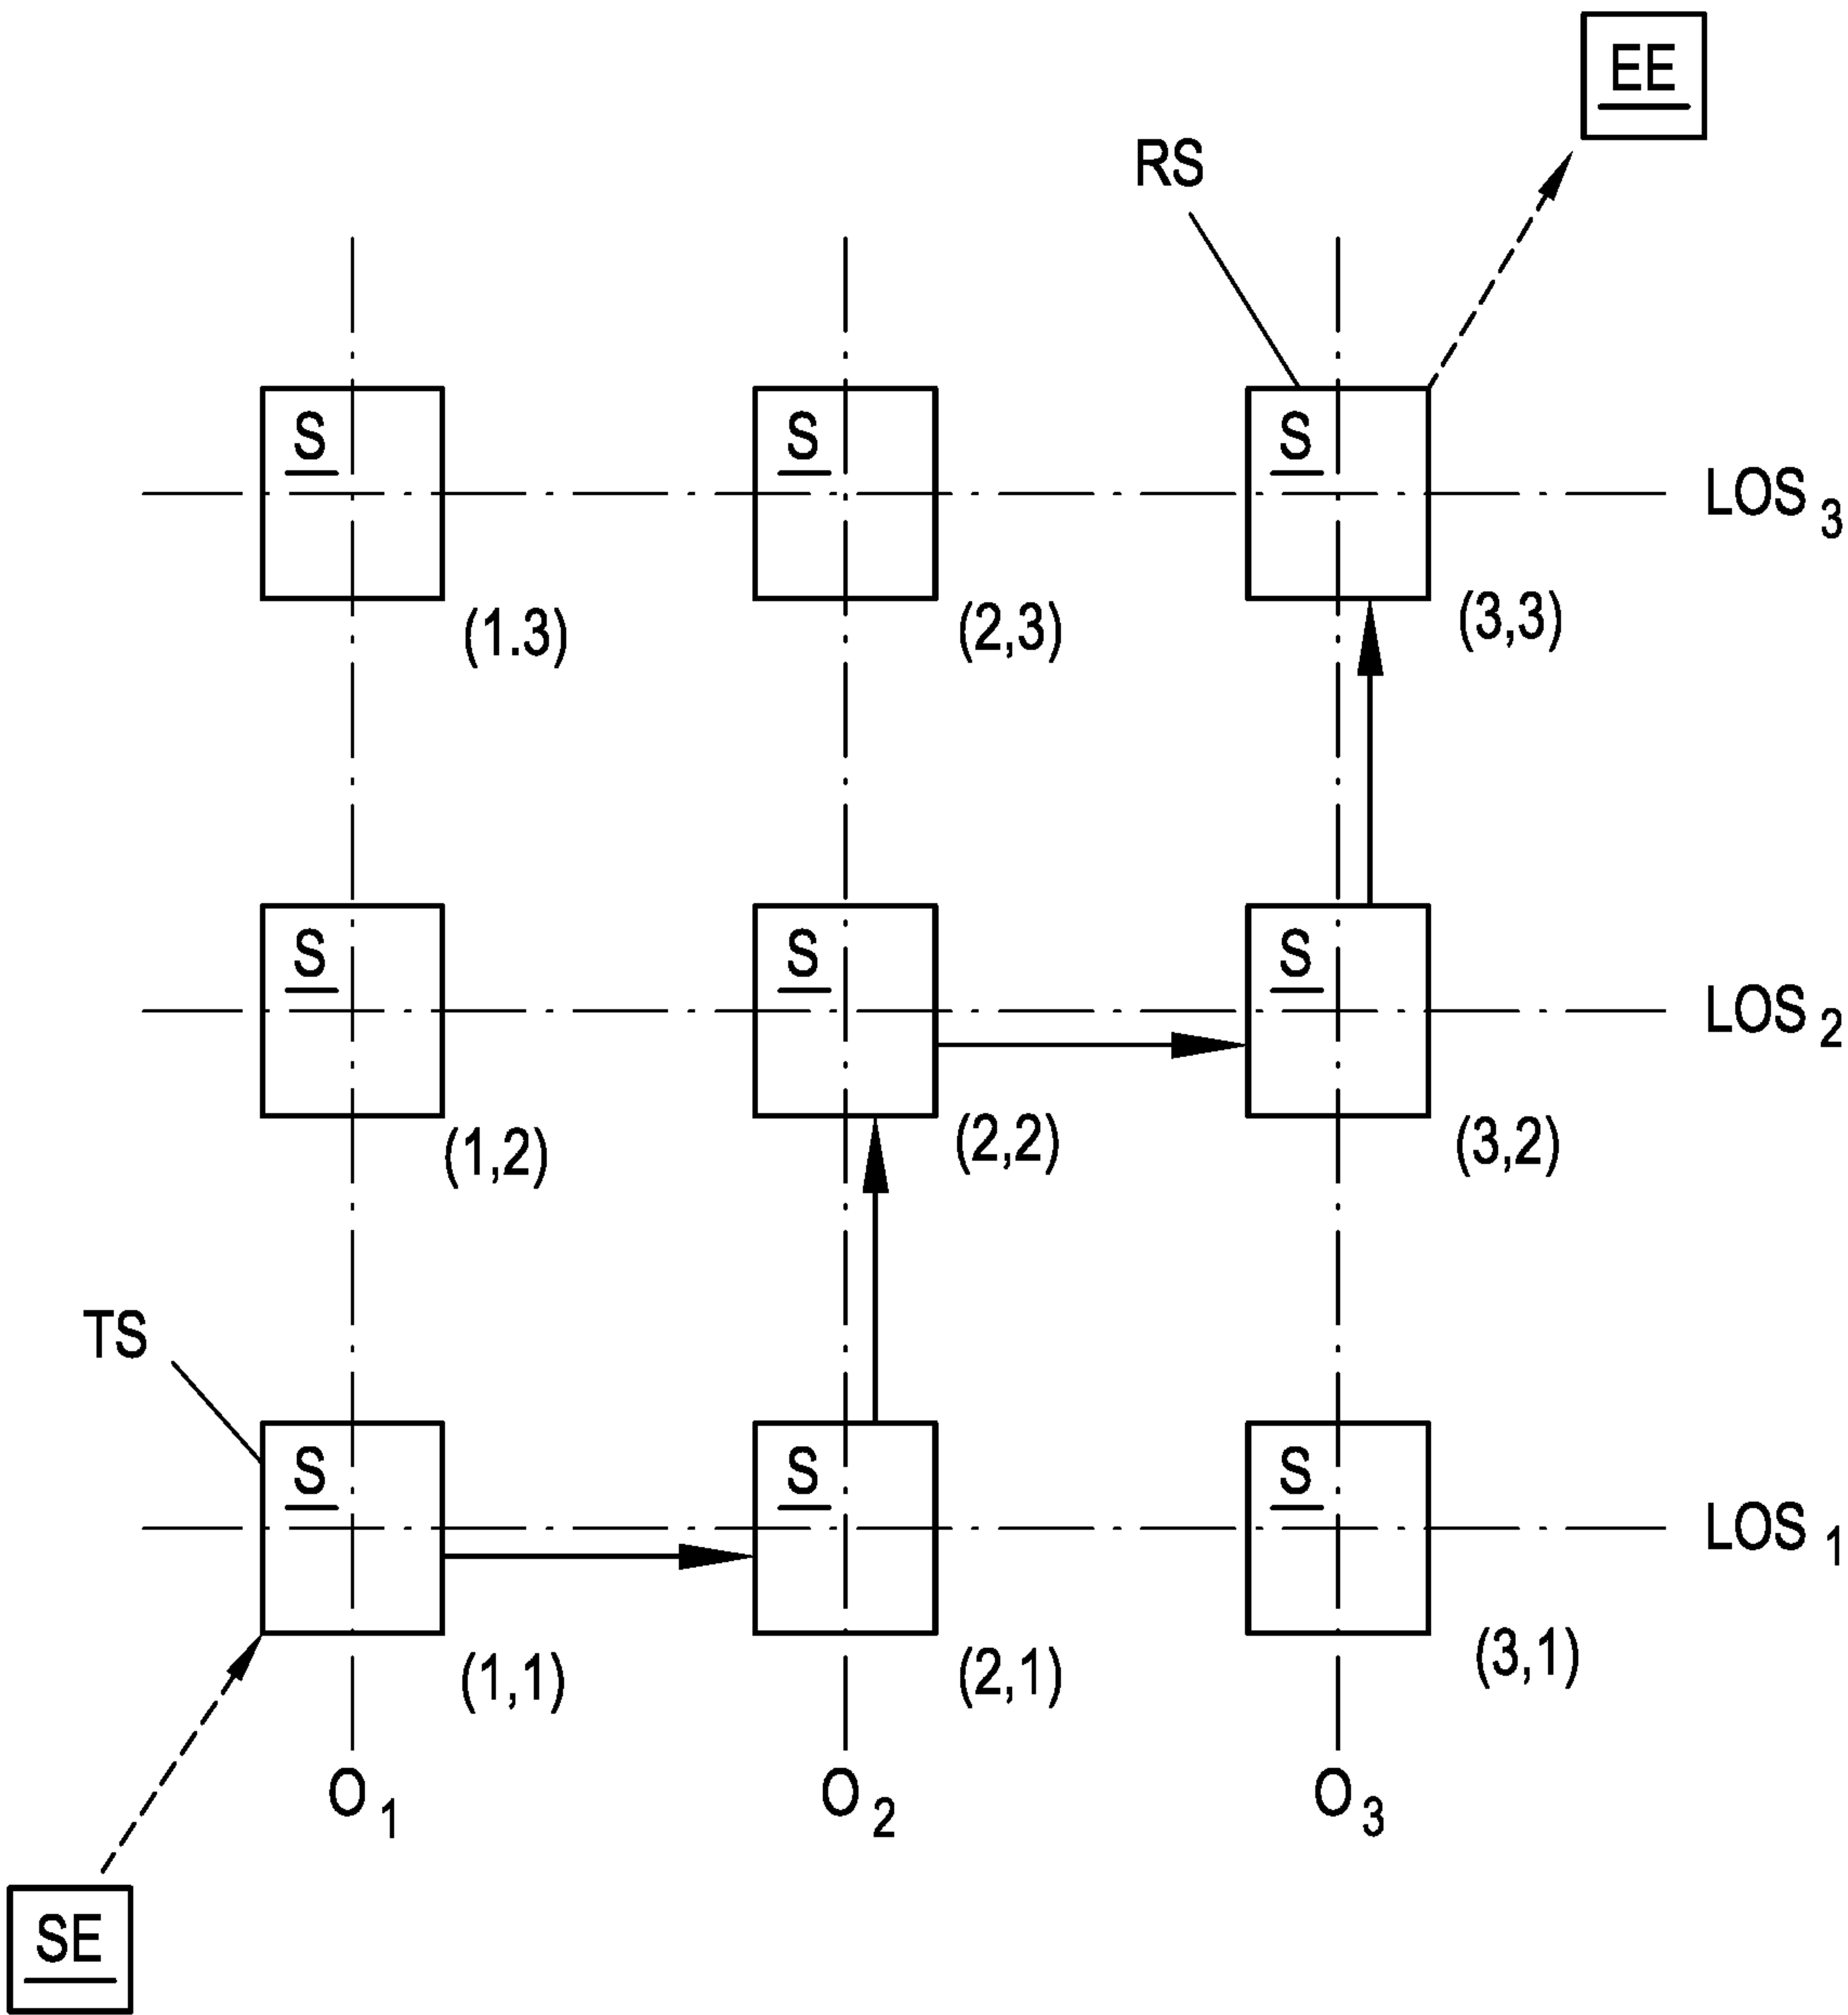 EE
RS
S S S LOS 3
(1.3) (2,3) (3,3)
S S S LOS 2
(1,2) (2,2) (3,2)
TS
S S S LOS 1
(1,1) (2,1) (3,1)
O 1 O 2 O 3
SE